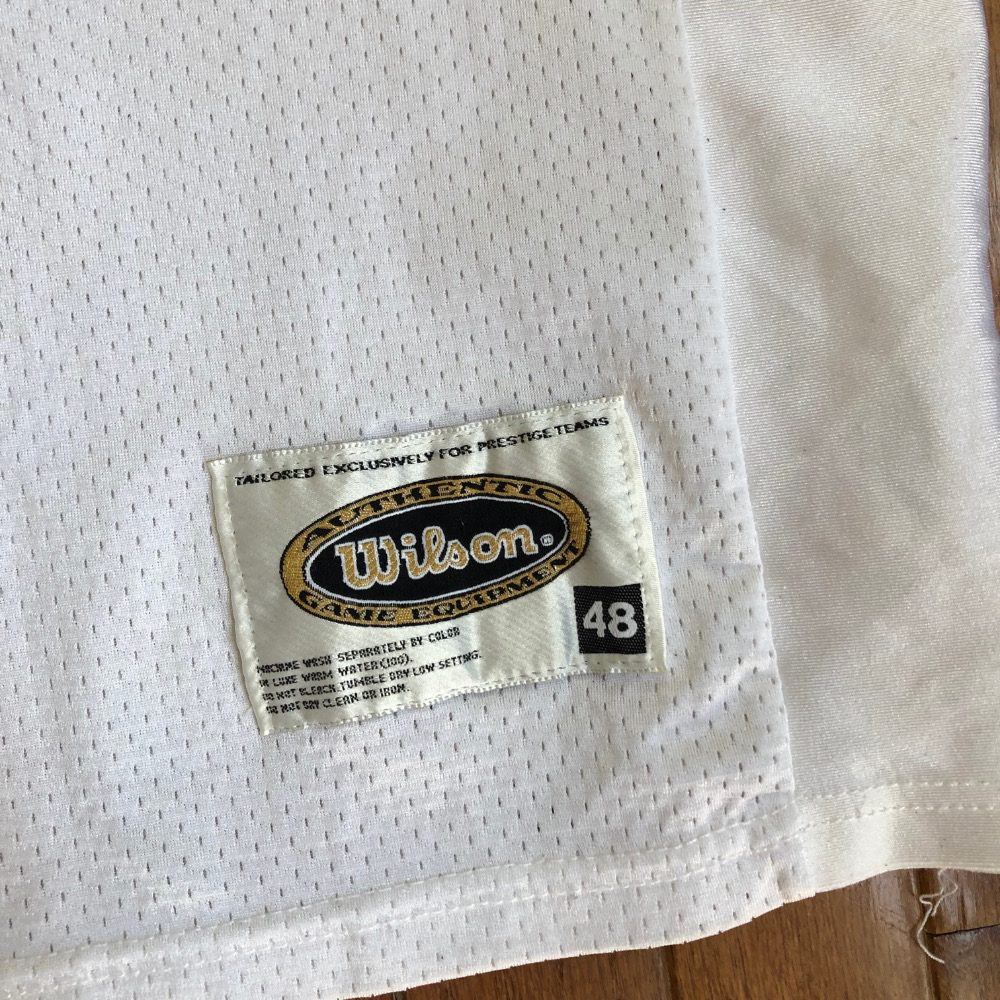 TAILORED EXCLUSIVELY FOR PRESTIGE TEAMS
AUTHENTIC
Wilson
GAME EQUIPMENT
48
MACHINE WASH SEPARATELY BY COLOR
IN LUKE WARM WATER(100).
DO NOT BLEACH.TUMBLE DRY LOW SETTING.
DO NOT DRY CLEAN OR IRON.